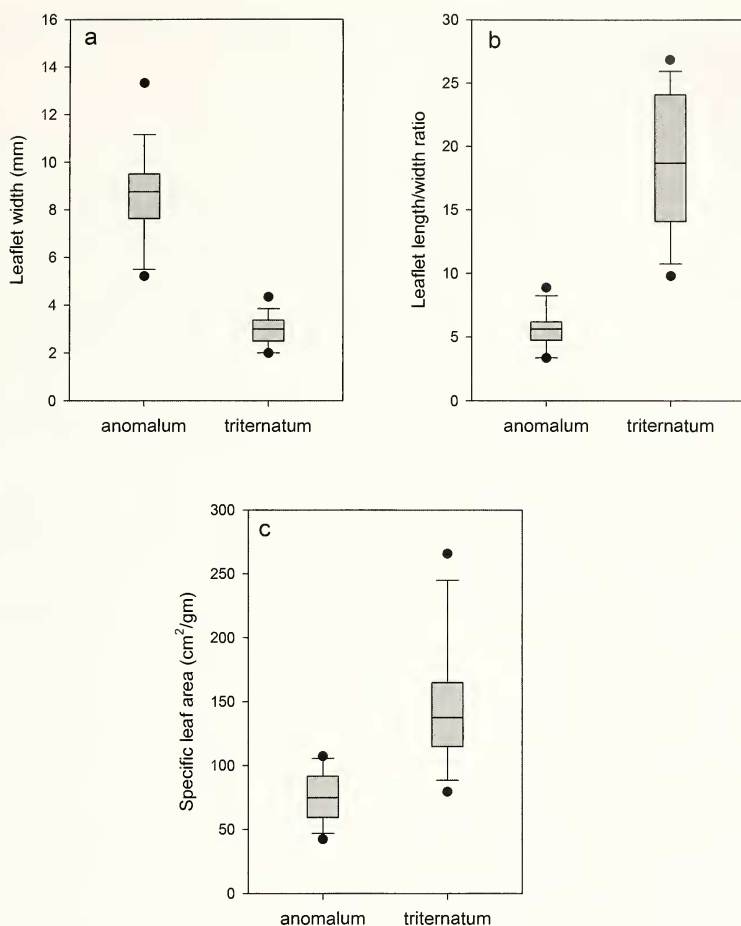 a
Leaflet width (mm)
16
14
12
10
8
6
4
2
0
anomalum triternatum
b
Leaflet length/width ratio
30
25
20
15
10
5
0
anomalum triternatum
c
Specific leaf area (cm²/gm)
300
250
200
150
100
50
0
anomalum triternatum